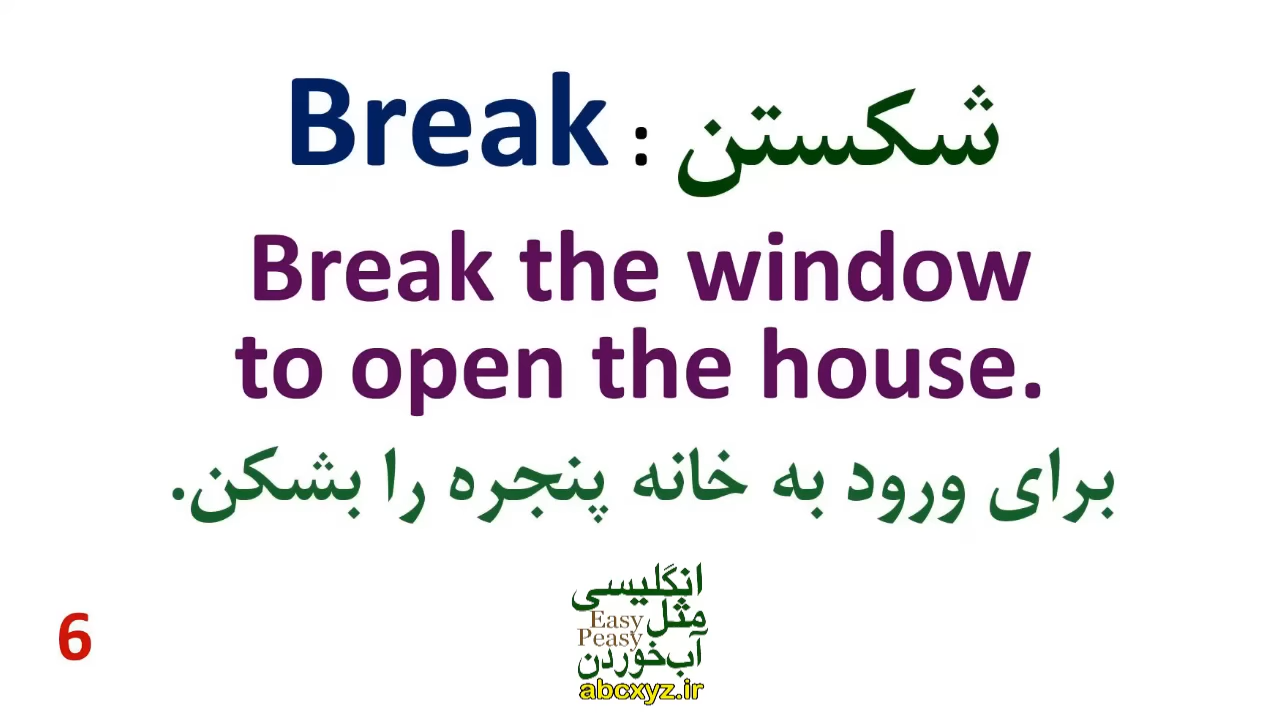 Break : شکستن
Break the window
to open the house.
برای ورود به خانه پنجره را بشکن.
انگلیسی
مثل
Easy
Peasy
آب‌خوردن
abcxyz.ir
6